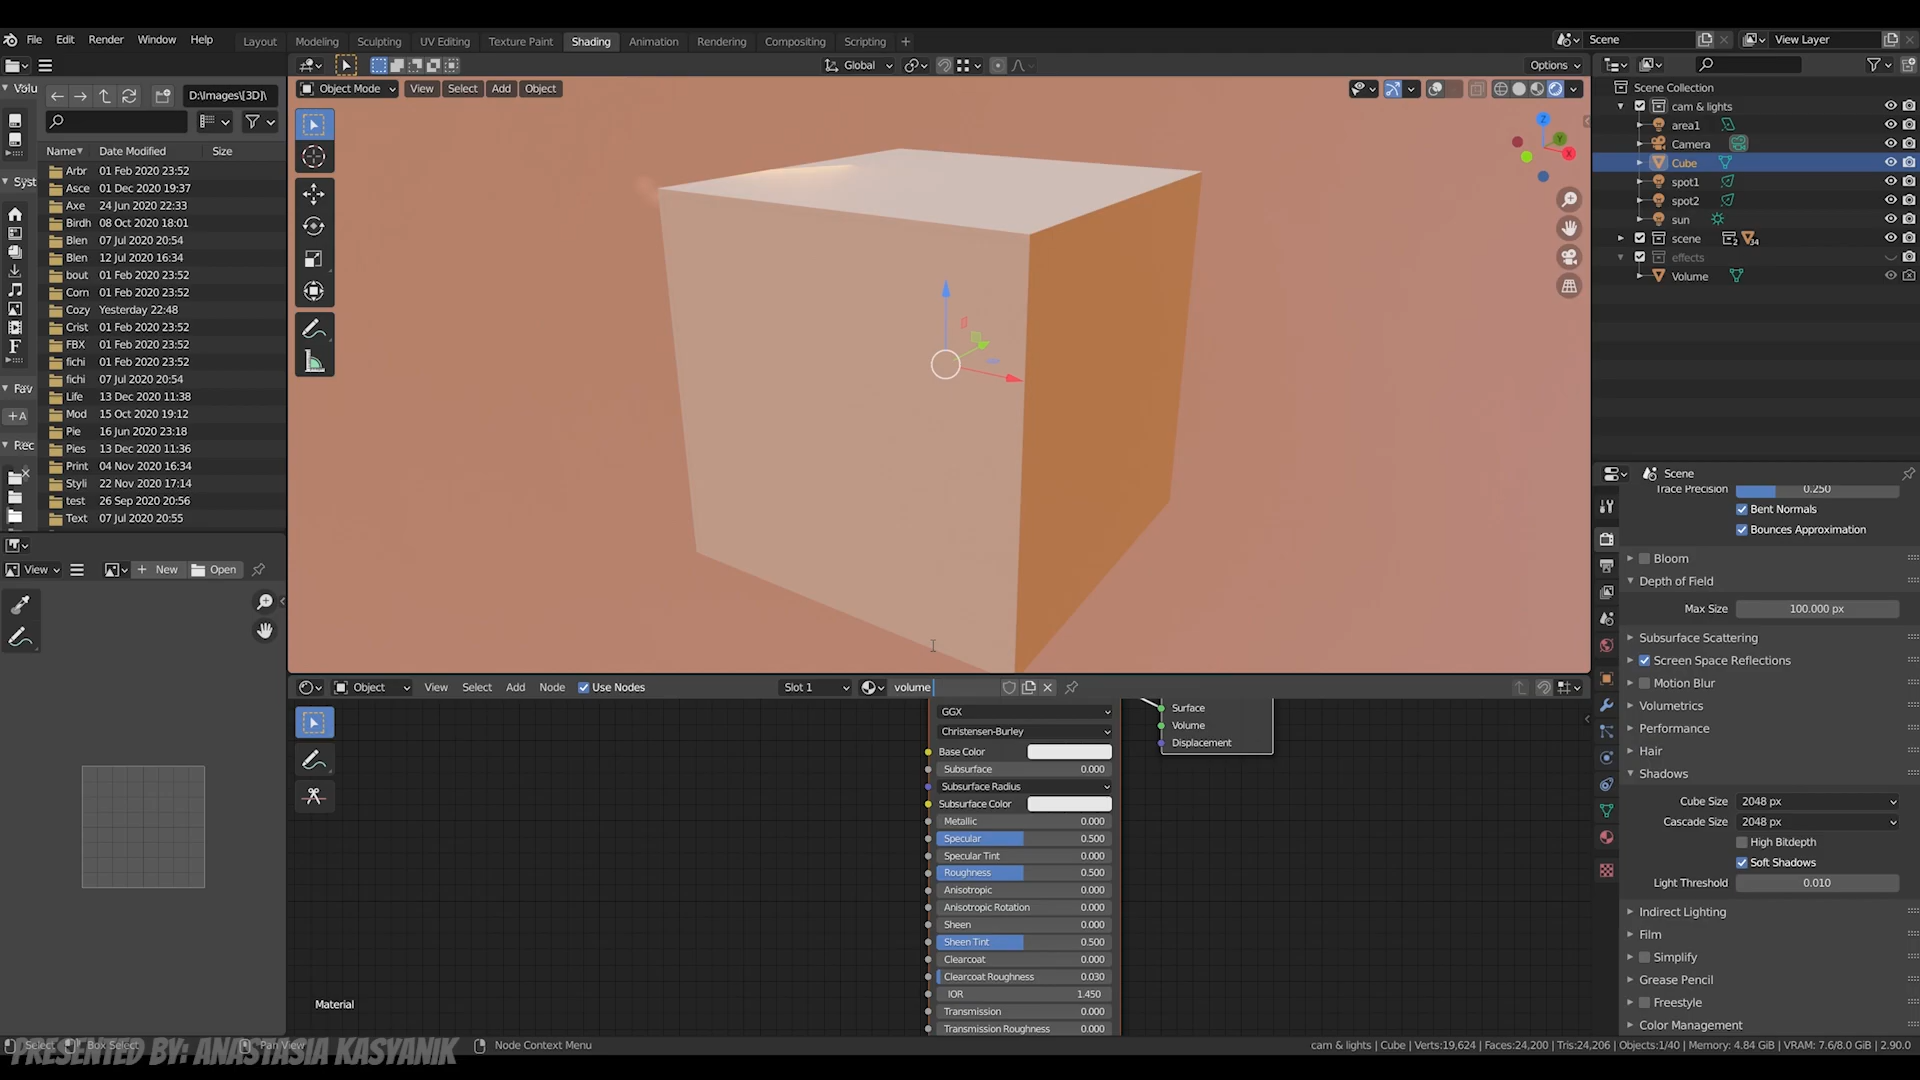 File Edit Render Window Help
Layout Modeling Sculpting UV Editing Texture Paint Shading Animation Rendering Compositing Scripting +
Scene View Layer
Global Options
Volu D:\Images\[3D]\
Object Mode View Select Add Object
Name Date Modified Size
Arbr 01 Feb 2020 23:52
Asce 01 Dec 2020 19:37
Axe 24 Jun 2020 22:33
Birdh 08 Oct 2020 18:01
Blen 07 Jul 2020 20:54
Blen 12 Jul 2020 16:34
bout 01 Feb 2020 23:52
Corn 01 Feb 2020 23:52
Cozy Yesterday 22:48
Crist 01 Feb 2020 23:52
FBX 01 Feb 2020 23:52
fichi 01 Feb 2020 23:52
fichi 07 Jul 2020 20:54
Life 13 Dec 2020 11:38
Mod 15 Oct 2020 19:12
Pie 16 Jun 2020 23:18
Pies 13 Dec 2020 11:36
Print 04 Nov 2020 16:34
Styli 22 Nov 2020 17:14
test 26 Sep 2020 20:56
Text 07 Jul 2020 20:55
Syst
Fav
+ A
Rec
View + New Open
Z
Y
X
Scene Collection
cam & lights
area1
Camera
Cube
spot1
spot2
sun
scene 2 34
effects
Volume
Scene
Trace Precision 0.250
Bent Normals
Bounces Approximation
Bloom
Depth of Field
Max Size 100.000 px
Subsurface Scattering
Screen Space Reflections
Motion Blur
Volumetrics
Performance
Hair
Shadows
Cube Size 2048 px
Cascade Size 2048 px
High Bitdepth
Soft Shadows
Light Threshold 0.010
Indirect Lighting
Film
Simplify
Grease Pencil
Freestyle
Color Management
Object View Select Add Node Use Nodes Slot 1 volume
GGX
Christensen-Burley
Base Color
Subsurface 0.000
Subsurface Radius
Subsurface Color
Metallic 0.000
Specular 0.500
Specular Tint 0.000
Roughness 0.500
Anisotropic 0.000
Anisotropic Rotation 0.000
Sheen 0.000
Sheen Tint 0.500
Clearcoat 0.000
Clearcoat Roughness 0.030
IOR 1.450
Transmission 0.000
Transmission Roughness 0.000
Surface
Volume
Displacement
Material
Select Box Select Pan View Node Context Menu
PRESENTED BY: ANASTASIA KASYANIK
cam & lights | Cube | Verts:19,624 | Faces:24,200 | Tris:24,206 | Objects:1/40 | Memory: 4.84 GiB | VRAM: 7.6/8.0 GiB | 2.90.0